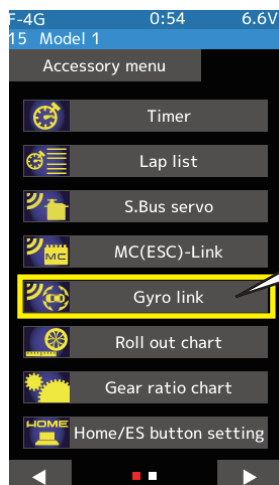 F-4G 0:54 6.6V
15 Model 1
Accessory menu
Timer
Lap list
S.Bus servo
MC MC(ESC)-Link
Gyro link
Roll out chart
Gear ratio chart
HOME Home/ES button setting